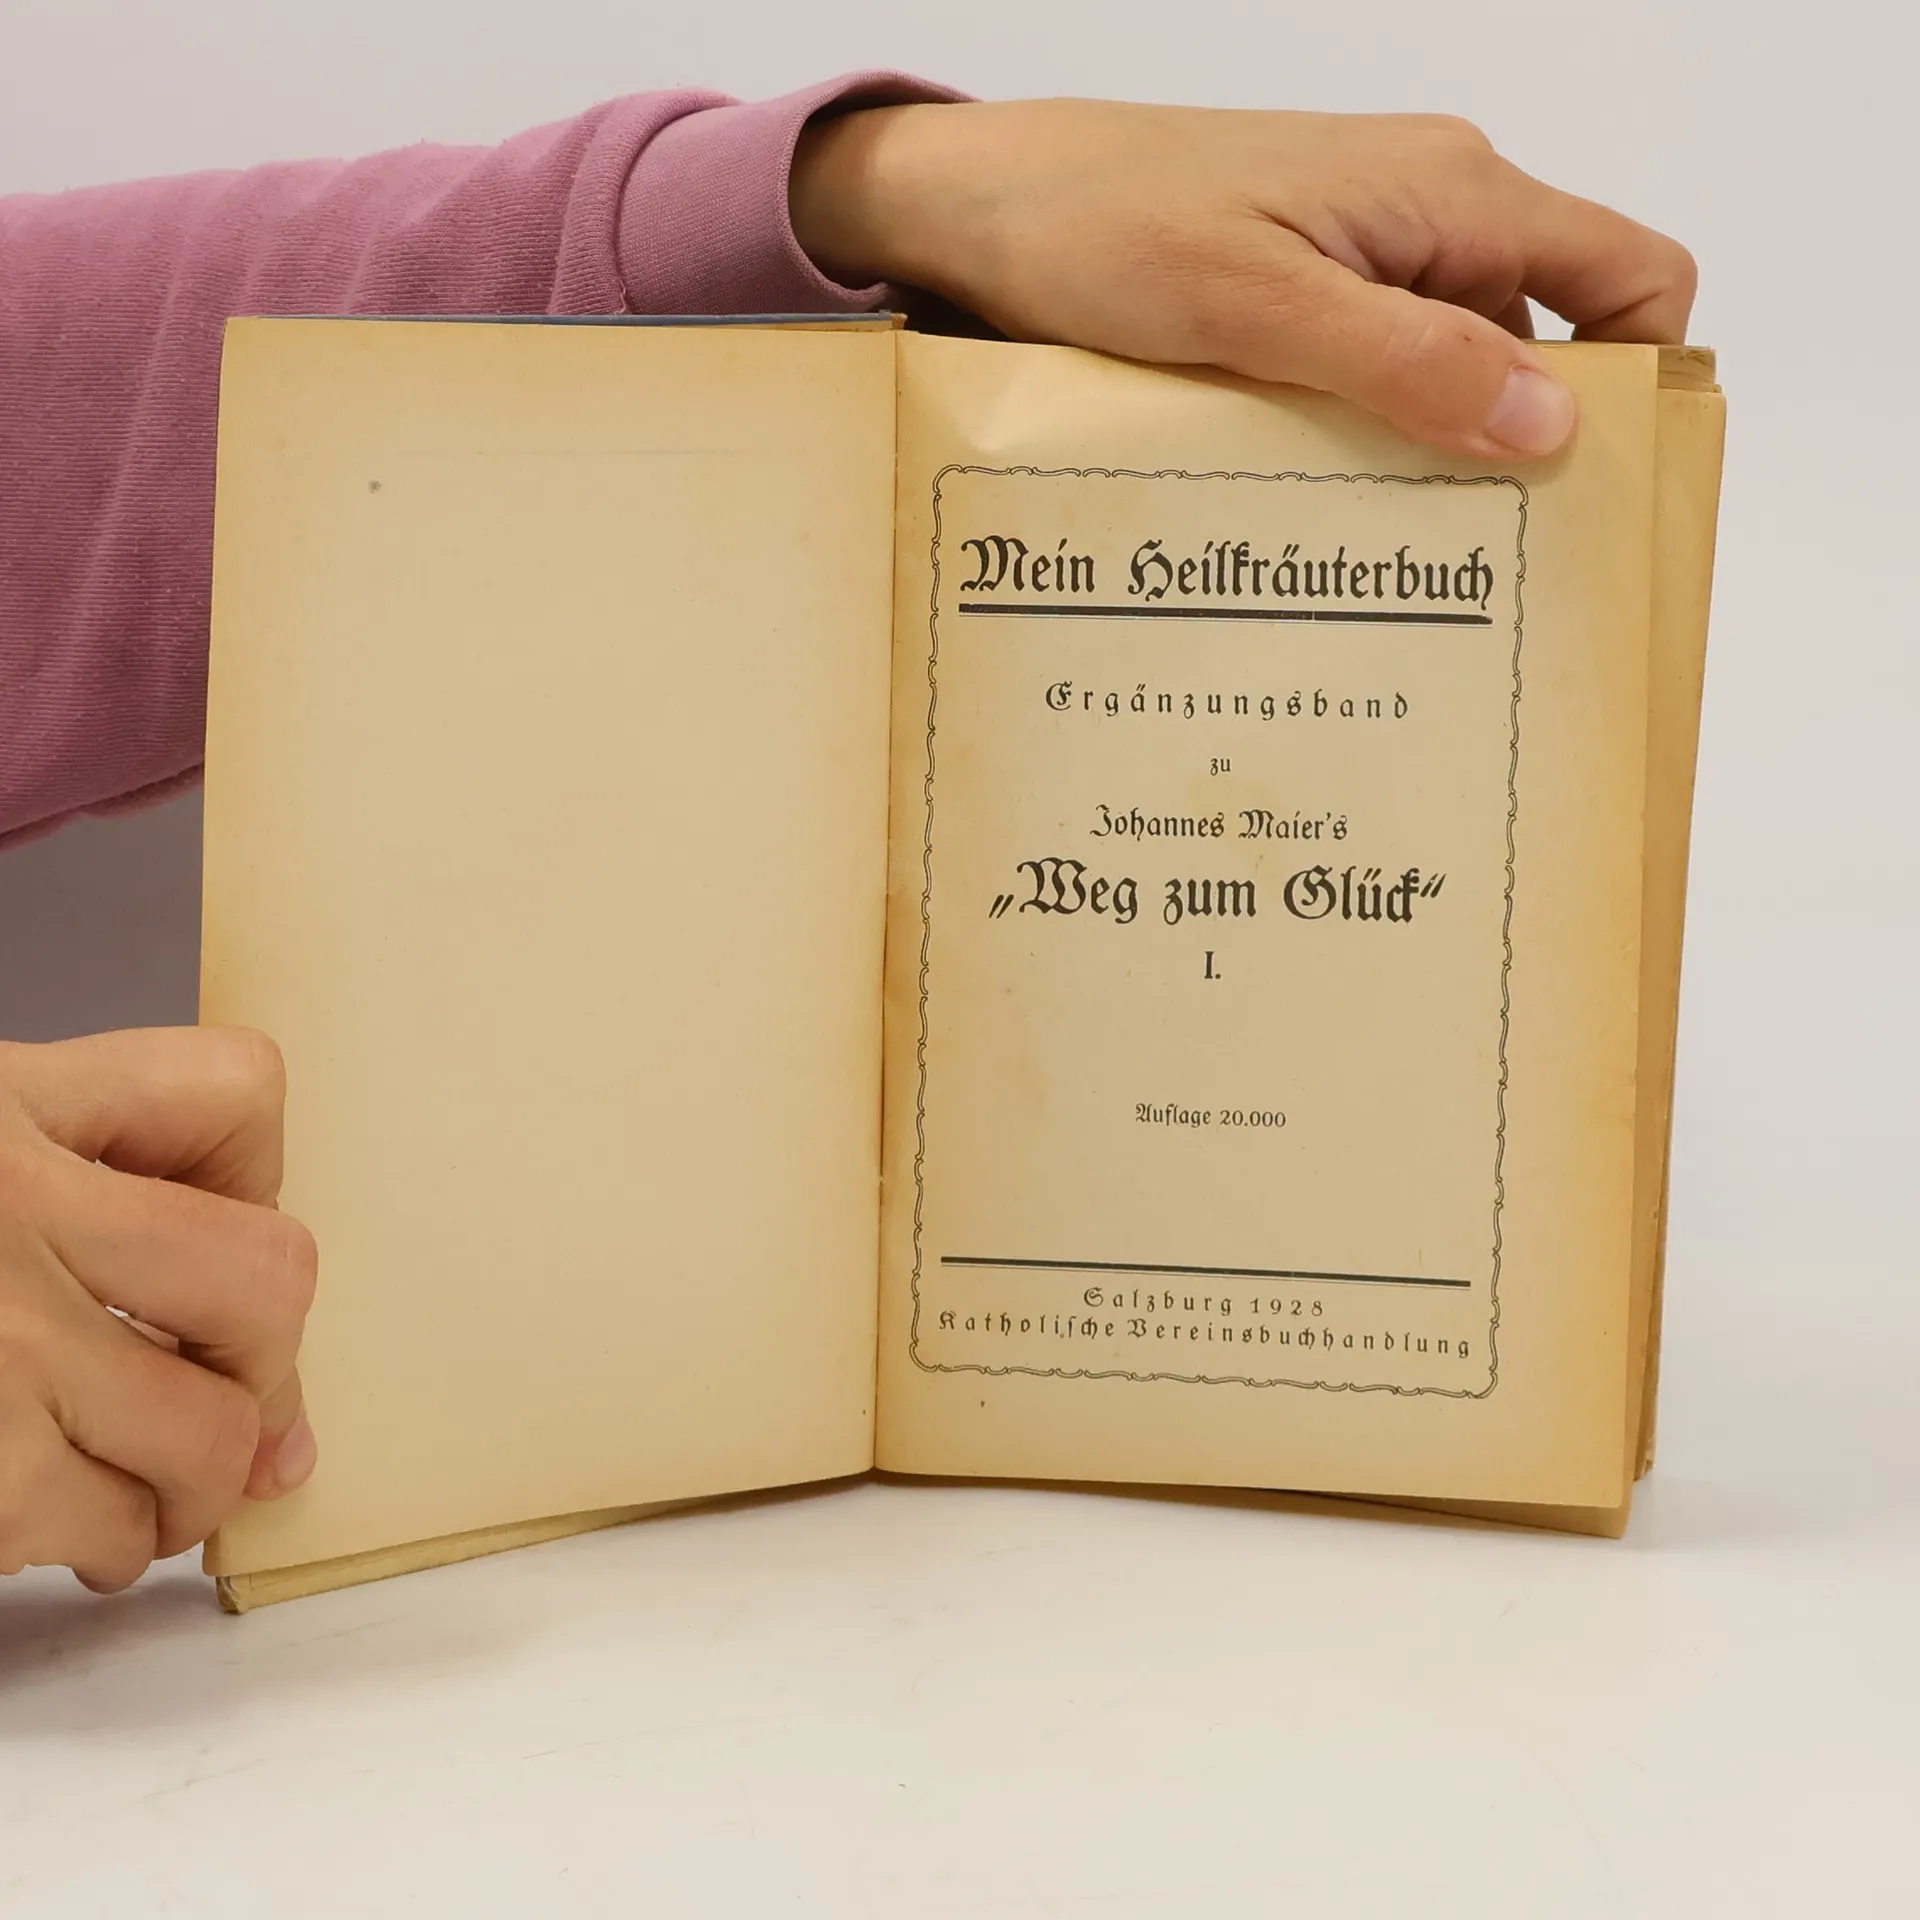 Mein Heilkräuterbuch
Ergänzungsband
zu
Johannes Maier's
„Weg zum Glück“
I.
Auflage 20.000
Salzburg 1928
Katholische Vereinsbuchhandlung